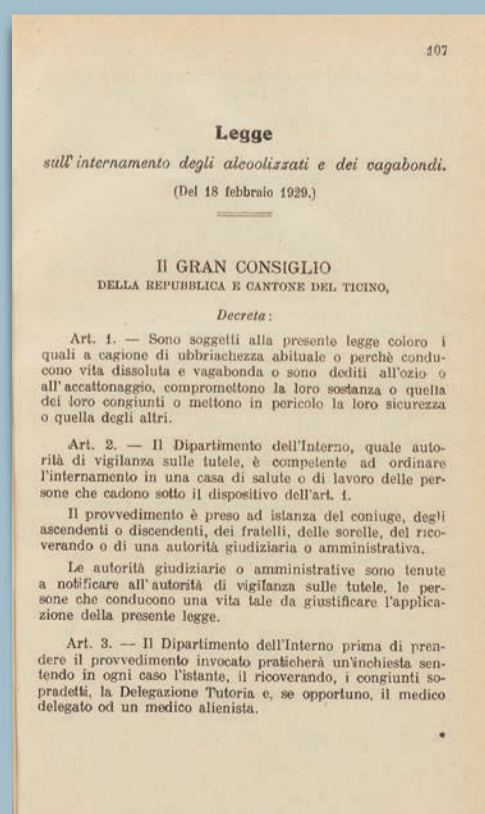 107
Legge
sull'internamento degli alcoolizzati e dei vagabondi.
(Del 18 febbraio 1929.)
Il GRAN CONSIGLIO
DELLA REPUBBLICA E CANTONE DEL TICINO,
Decreta:
Art. 1. — Sono soggetti alla presente legge coloro i
quali a cagione di ubbriachezza abituale o perchè condu-
cono vita dissoluta e vagabonda o sono dediti all'ozio o
all'accattonaggio, compromettono la loro sostanza o quella
dei loro congiunti o mettono in pericolo la loro sicurezza
o quella degli altri.
Art. 2. — Il Dipartimento dell'Interno, quale auto-
rità di vigilanza sulle tutele, è competente ad ordinare
l'internamento in una casa di salute o di lavoro delle per-
sone che cadono sotto il dispositivo dell'art. 1.
Il provvedimento è preso ad istanza del coniuge, degli
ascendenti o discendenti, dei fratelli, delle sorelle, del rico-
verando o di una autorità giudiziaria o amministrativa.
Le autorità giudiziarie o amministrative sono tenute
a notificare all'autorità di vigilanza sulle tutele, le per-
sone che conducono una vita tale da giustificare l'applica-
zione della presente legge.
Art. 3. — Il Dipartimento dell'Interno prima di pren-
dere il provvedimento invocato praticherà un'inchiesta sen-
tendo in ogni caso l'istante, il ricoverando, i congiunti so-
pradetti, la Delegazione Tutoria e, se opportuno, il medico
delegato od un medico alienista.
*